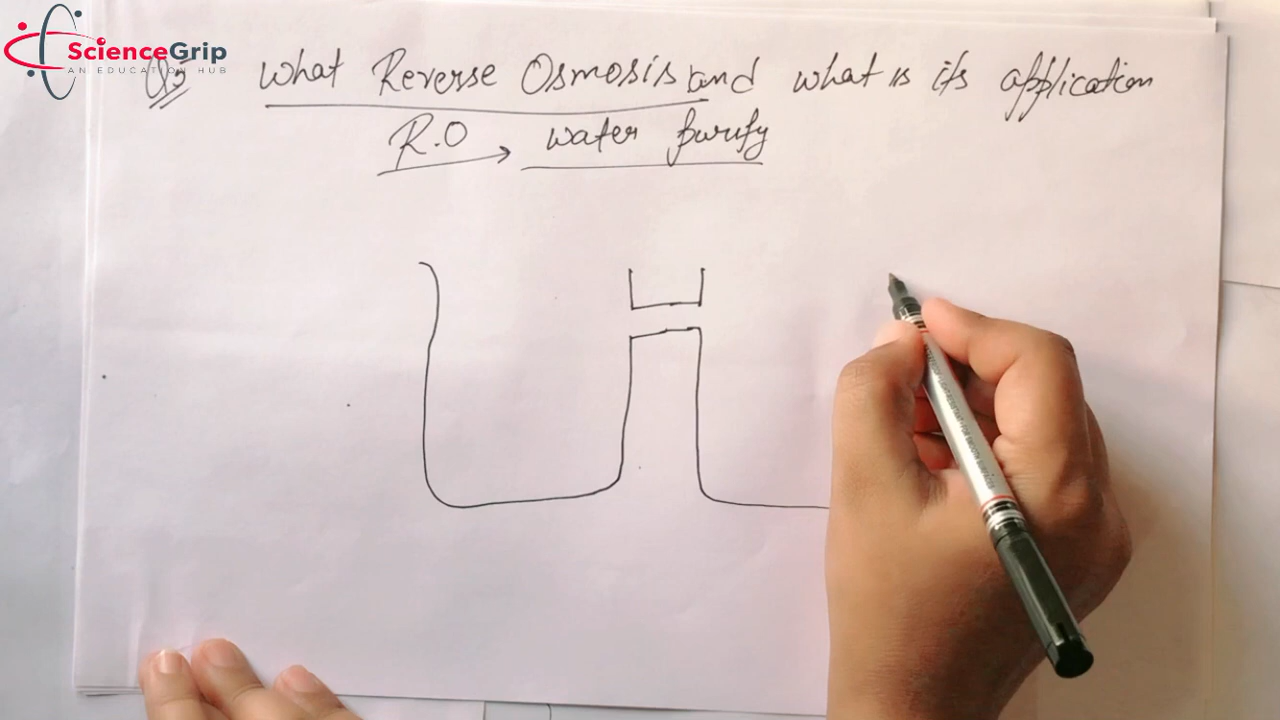 ScienceGrip
AN EDUCATION HUB
What Reverse Osmosis and what is its application
R.O → water purify